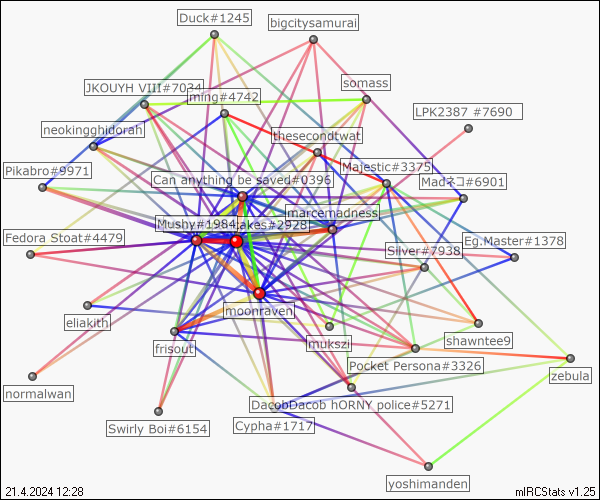 Duck#1245
bigcitysamurai
somass
JKOUYH VIII#7034
ming#4742
LPK2387 #7690
neokingghidorah
thesecondtwat
Pikabro#9971
Majestic#3375
Can anything be saved#0396
Madネコ#6901
marcemadness
Mushy#1984
takes#2928
Fedora Stoat#4479
Silver#7938
Eg.Master#1378
moonraven
eliakith
mukszi
shawntee9
frisout
Pocket Persona#3326
zebula
normalwan
DacobDacob hORNY police#5271
Swirly Boi#6154
Cypha#1717
yoshimanden
21.4.2024 12:28
mIRCStats v1.25